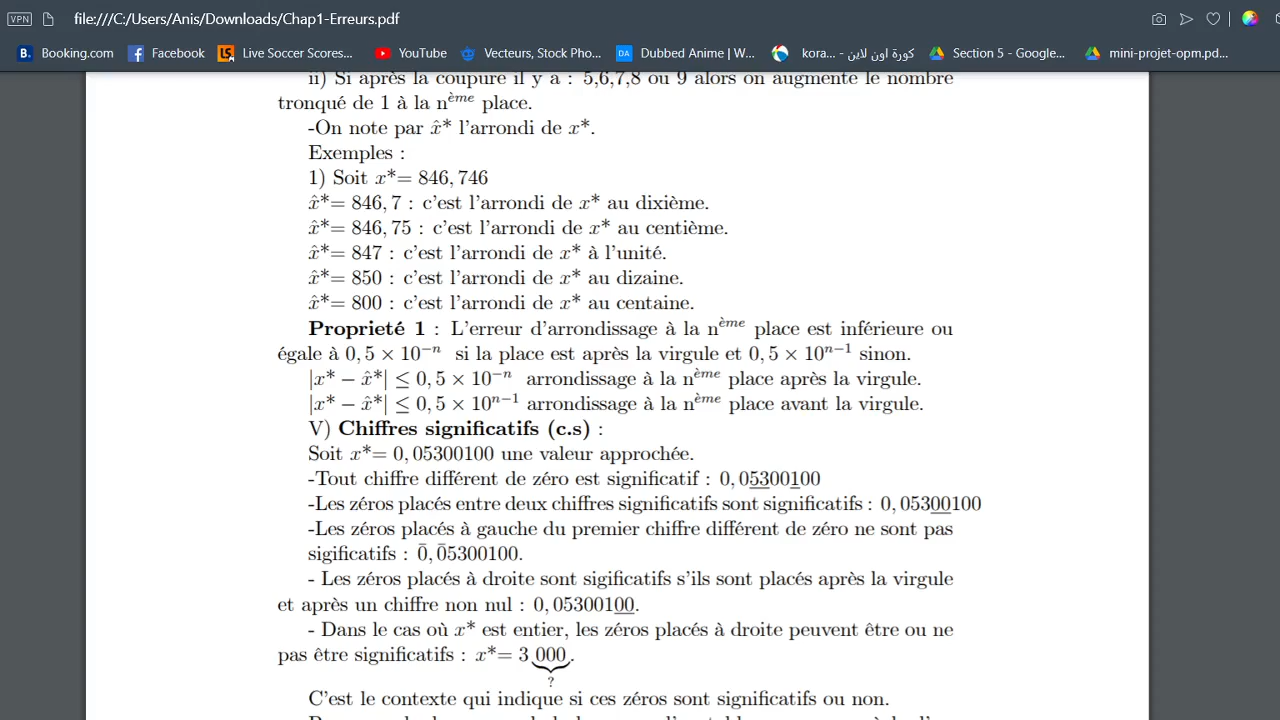 VPN file:///C:/Users/Anis/Downloads/Chap1-Erreurs.pdf
B Booking.com Facebook LS Live Soccer Scores... YouTube Vecteurs, Stock Pho... DA Dubbed Anime | W... kora... - كورة اون لاين Section 5 - Google... mini-projet-opm.pd...
ii) Si après la coupure il y a : 5,6,7,8 ou 9 alors on augmente le nombre
tronqué de 1 à la nème place.
-On note par x̂* l'arrondi de x*.
Exemples :
1) Soit x*= 846, 746
x̂*= 846, 7 : c'est l'arrondi de x* au dixième.
x̂*= 846, 75 : c'est l'arrondi de x* au centième.
x̂*= 847 : c'est l'arrondi de x* à l'unité.
x̂*= 850 : c'est l'arrondi de x* au dizaine.
x̂*= 800 : c'est l'arrondi de x* au centaine.
Proprieté 1 : L'erreur d'arrondissage à la nème place est inférieure ou
égale à 0, 5 × 10⁻ⁿ si la place est après la virgule et 0, 5 × 10ⁿ⁻¹ sinon.
|x* − x̂*| ≤ 0, 5 × 10⁻ⁿ arrondissage à la nème place après la virgule.
|x* − x̂*| ≤ 0, 5 × 10ⁿ⁻¹ arrondissage à la nème place avant la virgule.
V) Chiffres significatifs (c.s) :
Soit x*= 0, 05300100 une valeur approchée.
-Tout chiffre différent de zéro est significatif : 0, 05300100
-Les zéros placés entre deux chiffres significatifs sont significatifs : 0, 05300100
-Les zéros placés à gauche du premier chiffre différent de zéro ne sont pas
sigificatifs : 0̄, 0̄5300100.
- Les zéros placés à droite sont sigificatifs s'ils sont placés après la virgule
et après un chiffre non nul : 0, 05300100.
- Dans le cas où x* est entier, les zéros placés à droite peuvent être ou ne
pas être significatifs : x*= 3 000.
?
C'est le contexte qui indique si ces zéros sont significatifs ou non.